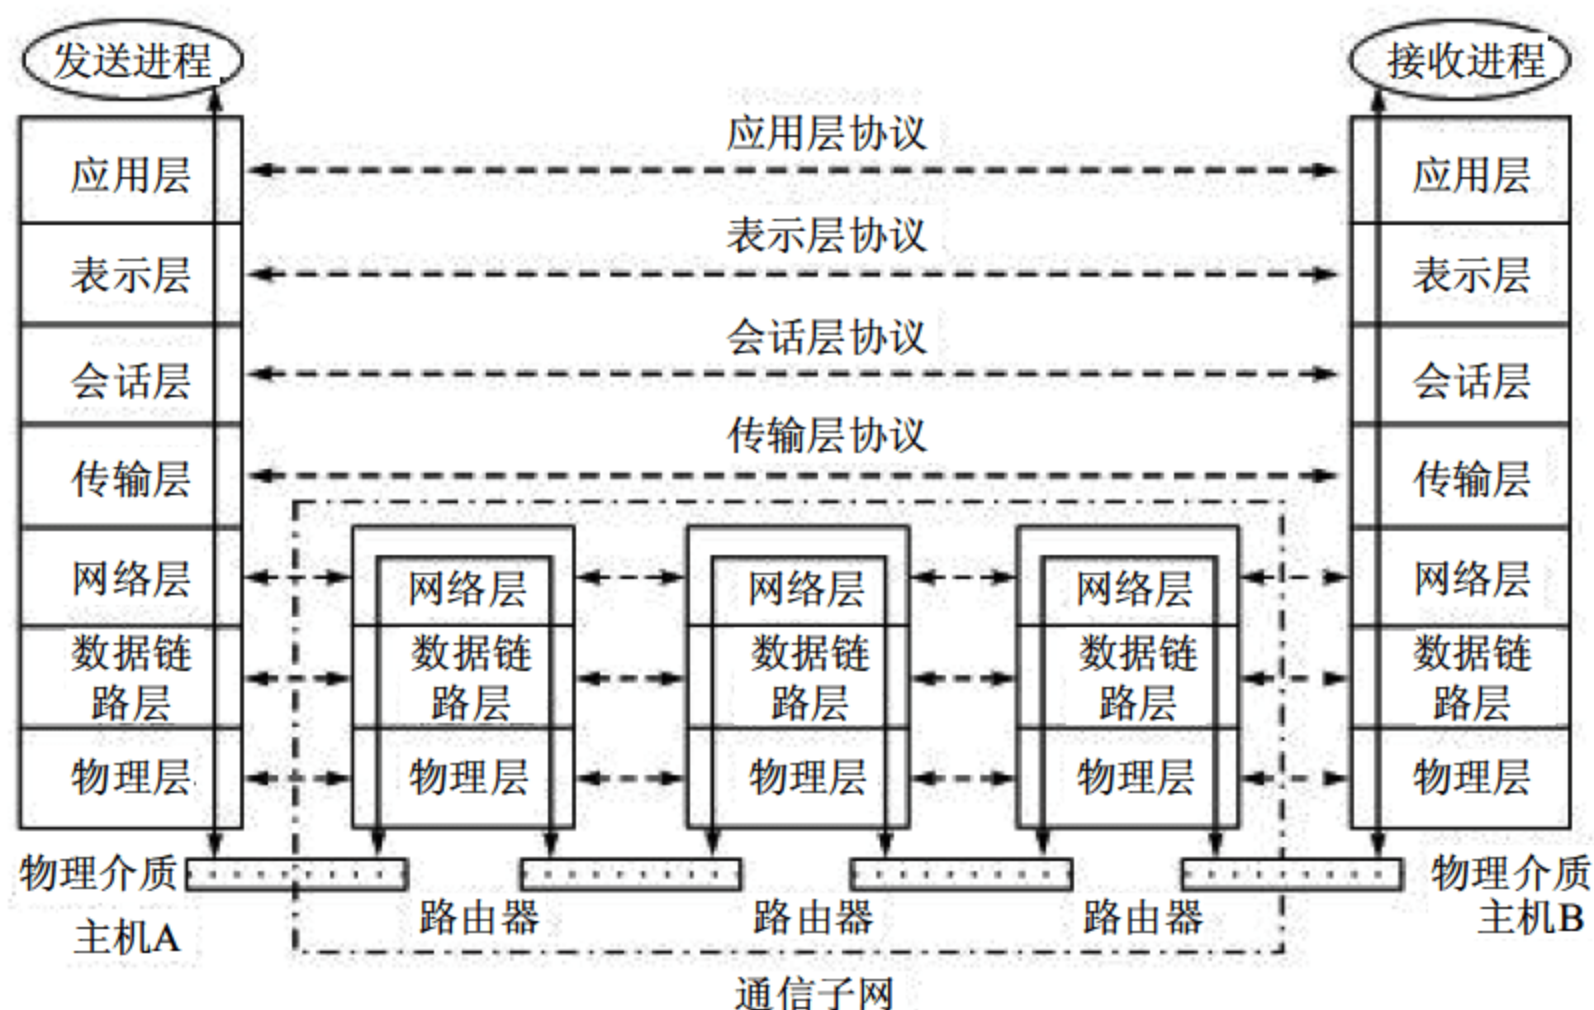 发送进程
接收进程
应用层协议
应用层
应用层
表示层协议
表示层
表示层
会话层协议
会话层
会话层
传输层协议
传输层
传输层
网络层
网络层
网络层
网络层
网络层
数据链
路层
数据链
路层
数据链
路层
数据链
路层
数据链
路层
物理层
物理层
物理层
物理层
物理层
物理介质
物理介质
主机A
路由器
路由器
路由器
主机B
通信子网